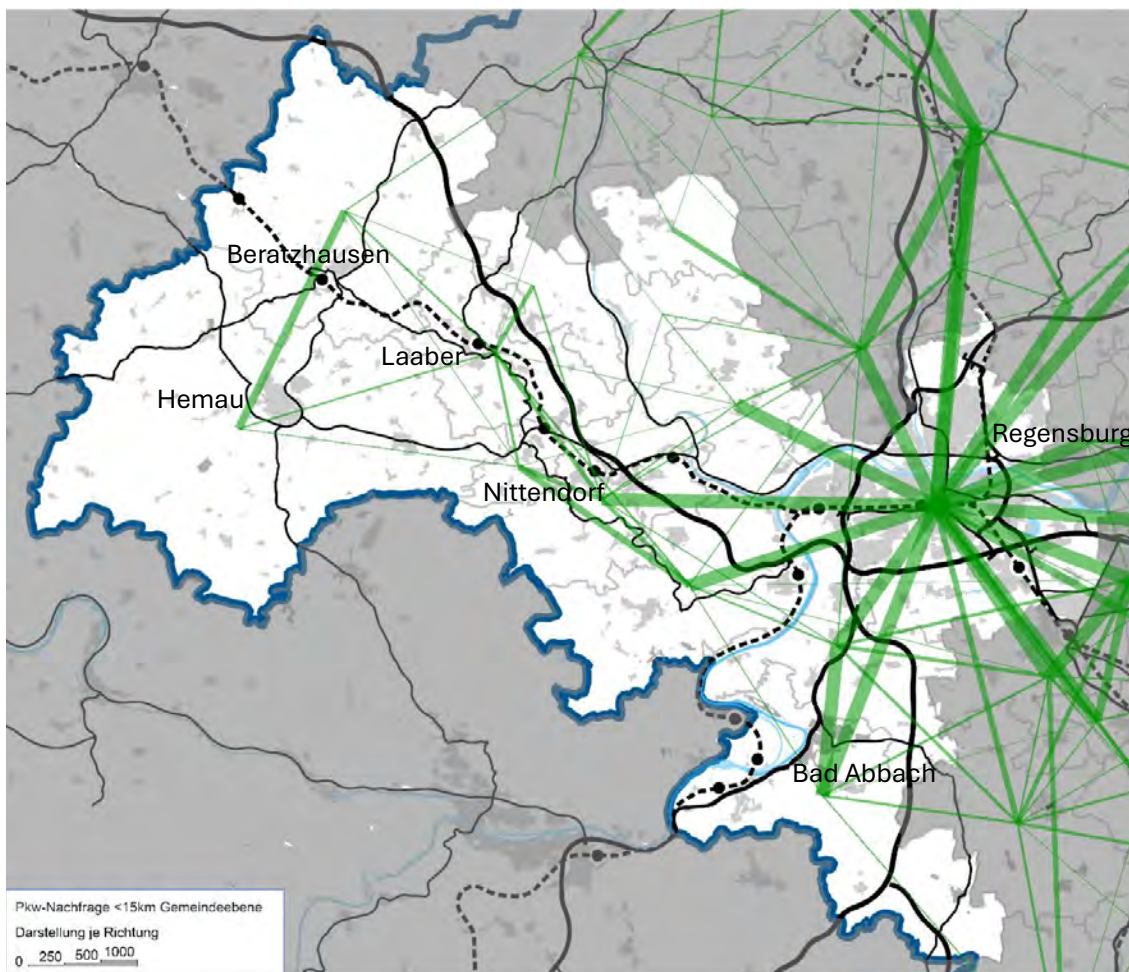 Beratzhausen
Laaber
Hemau
Regensburg
Nittendorf
Bad Abbach
Pkw-Nachfrage <15km Gemeindeebene
Darstellung je Richtung
0 250 500 1000